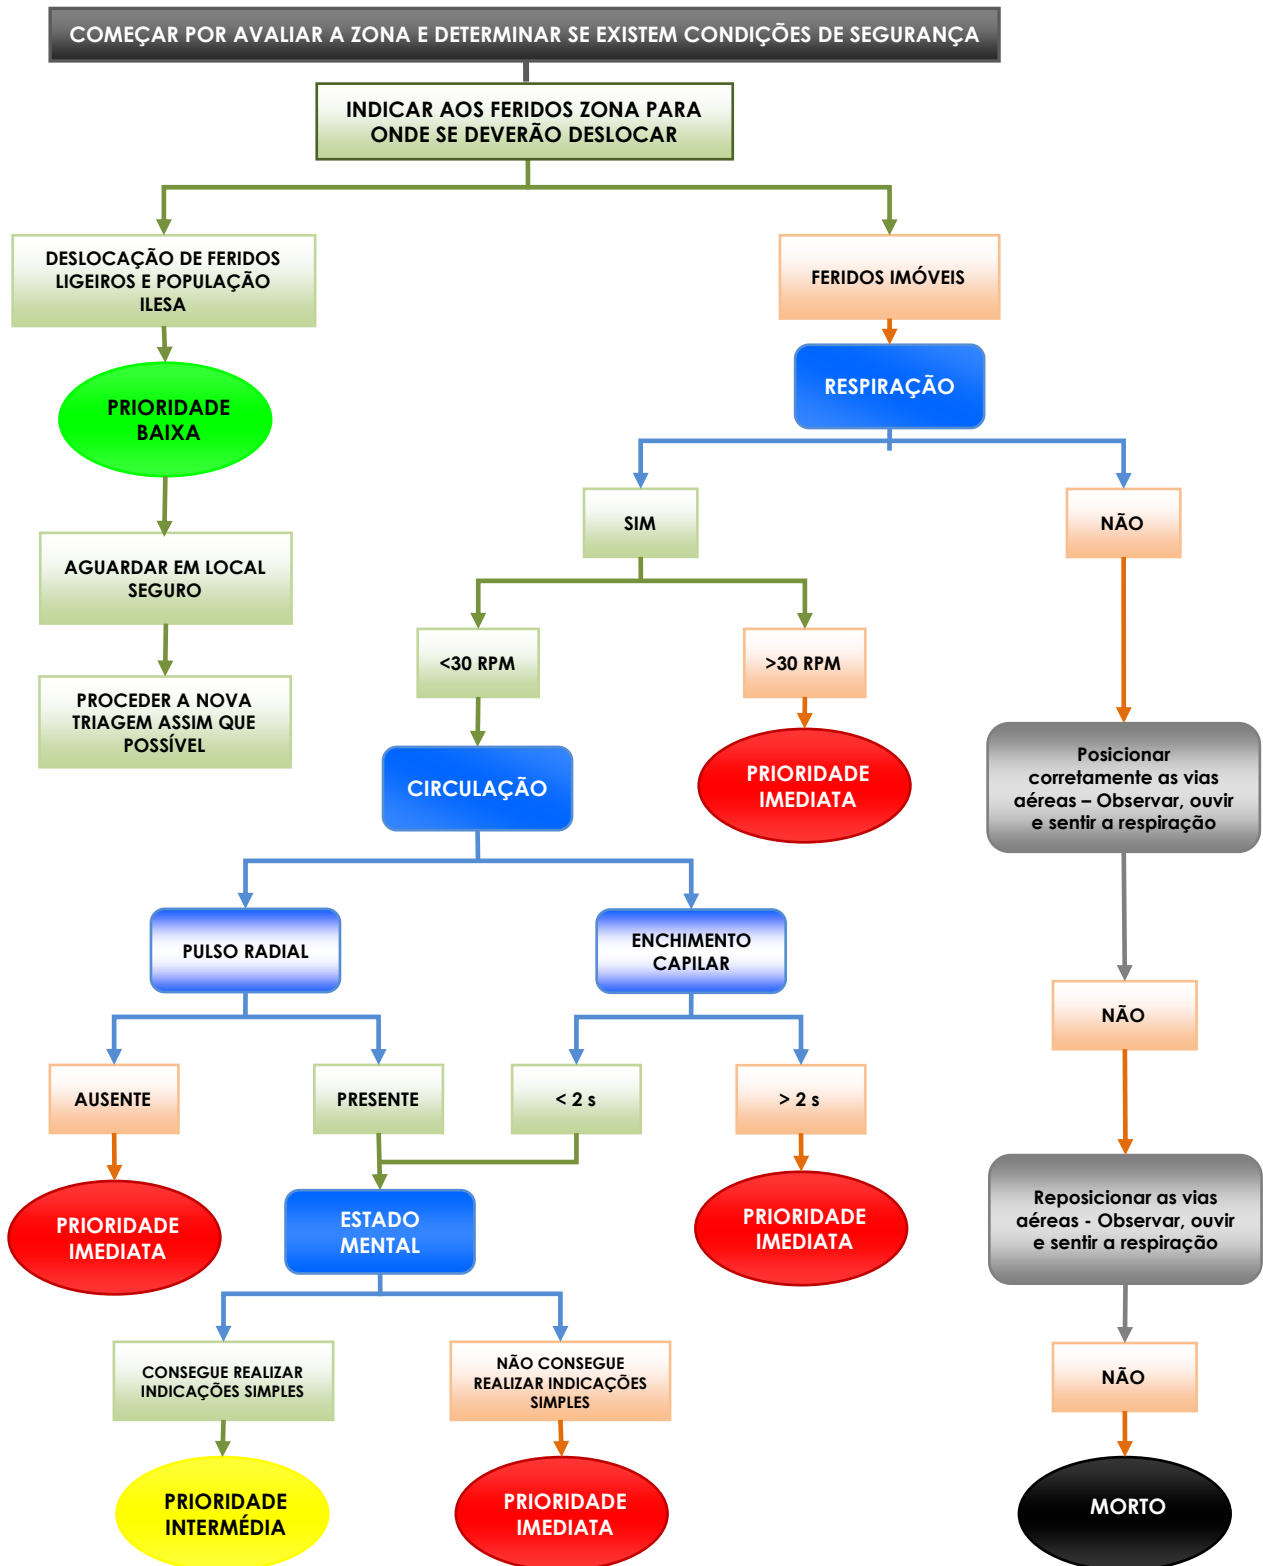 COMEÇAR POR AVALIAR A ZONA E DETERMINAR SE EXISTEM CONDIÇÕES DE SEGURANÇA
INDICAR AOS FERIDOS ZONA PARA
ONDE SE DEVERÃO DESLOCAR
DESLOCAÇÃO DE FERIDOS
LIGEIROS E POPULAÇÃO
ILESA
FERIDOS IMÓVEIS
PRIORIDADE
BAIXA
RESPIRAÇÃO
SIM
NÃO
AGUARDAR EM LOCAL
SEGURO
<30 RPM
>30 RPM
PROCEDER A NOVA
TRIAGEM ASSIM QUE
POSSÍVEL
CIRCULAÇÃO
PRIORIDADE
IMEDIATA
Posicionar
corretamente as vias
aéreas – Observar, ouvir
e sentir a respiração
PULSO RADIAL
ENCHIMENTO
CAPILAR
NÃO
AUSENTE
PRESENTE
< 2 s
> 2 s
PRIORIDADE
IMEDIATA
ESTADO
MENTAL
PRIORIDADE
IMEDIATA
Reposicionar as vias
aéreas - Observar, ouvir
e sentir a respiração
CONSEGUE REALIZAR
INDICAÇÕES SIMPLES
NÃO CONSEGUE
REALIZAR INDICAÇÕES
SIMPLES
NÃO
PRIORIDADE
INTERMÉDIA
PRIORIDADE
IMEDIATA
MORTO